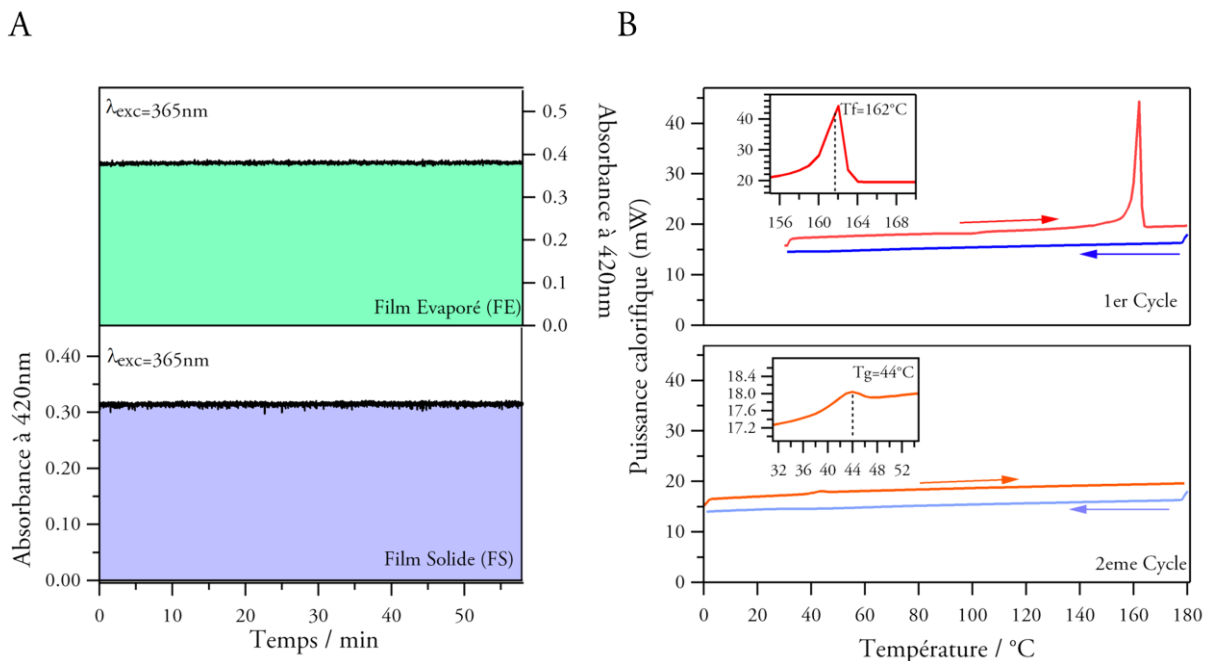 A
λexc=365nm
0.5
0.4
0.3
0.2
0.1
0.0
Absorbance à 420nm
Film Evaporé (FE)
λexc=365nm
0.40
0.30
0.20
0.10
0.00
Absorbance à 420nm
Film Solide (FS)
0 10 20 30 40 50
Temps / min
B
Puissance calorifique (mW)
40
30
20
10
0
Tf=162°C
40
30
20
156 160 164 168
1er Cycle
40
30
20
10
0
Tg=44°C
18.4
18.0
17.6
17.2
32 36 40 44 48 52
2eme Cycle
0 20 40 60 80 100 120 140 160 180
Température / °C